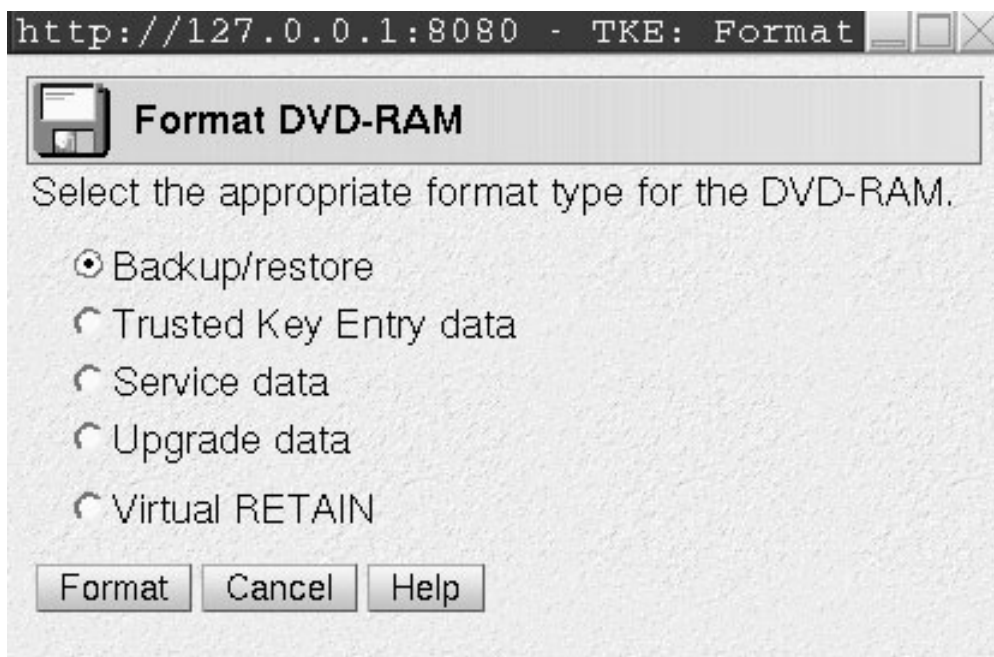 http://127.0.0.1:8080 - TKE: Format
Format DVD-RAM
Select the appropriate format type for the DVD-RAM.
Backup/restore
Trusted Key Entry data
Service data
Upgrade data
Virtual RETAIN
Format Cancel Help